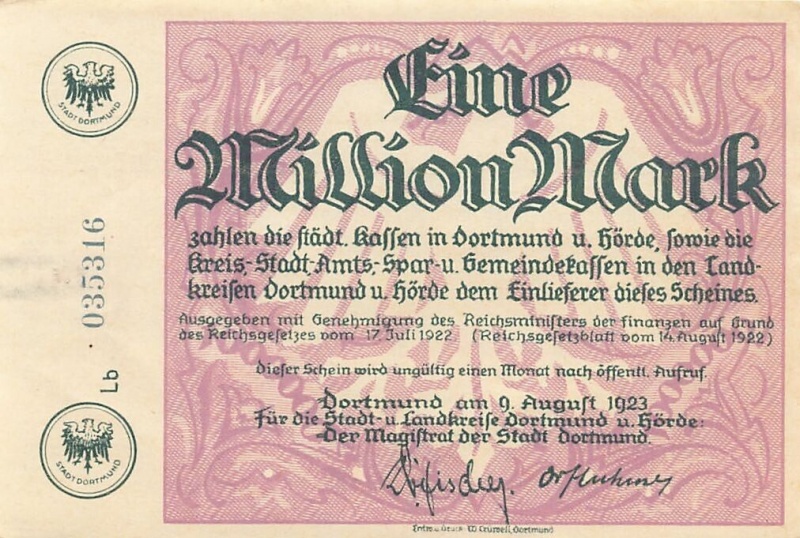 STADT DORTMUND
035316
Lb
STADT DORTMUND
Eine
Million Mark
zahlen die städt. Kassen in Dortmund u. Hörde, sowie die
Kreis-, Stadt-, Amts-, Spar- u. Gemeindekassen in den Land-
kreisen Dortmund u. Hörde dem Einlieferer dieses Scheines.
Ausgegeben mit Genehmigung des Reichsministers der Finanzen auf Grund
des Reichsgesetzes vom 17. Juli 1922. (Reichsgesetzblatt vom 14. August 1922)
Dieser Schein wird ungültig einen Monat nach öffentl. Aufruf.
Dortmund am 9. August 1923
Für die Stadt- u. Landkreise Dortmund u. Hörde:
Der Magistrat der Stadt Dortmund.
Entw. u. Druck W. Crüwell, Dortmund